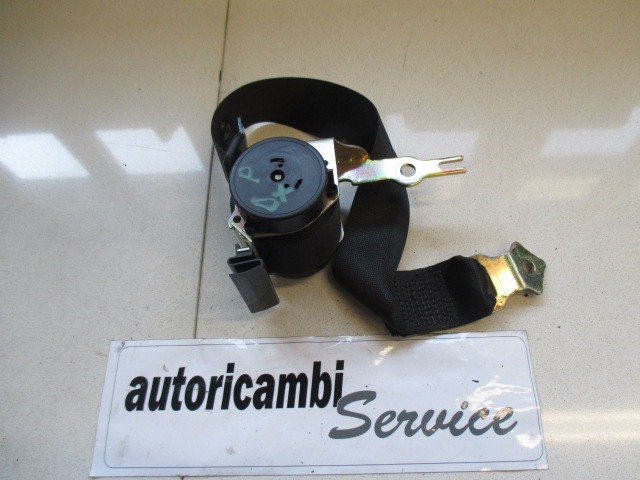 P
DX
autoricambi
Service